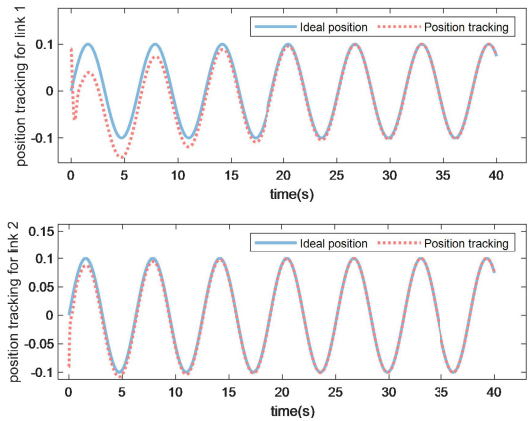 position tracking for link 1
Ideal position Position tracking
0.1
0
-0.1
0 5 10 15 20 25 30 35 40
time(s)
position tracking for link 2
Ideal position Position tracking
0.15
0.1
0.05
0
-0.05
-0.1
0 5 10 15 20 25 30 35 40
time(s)